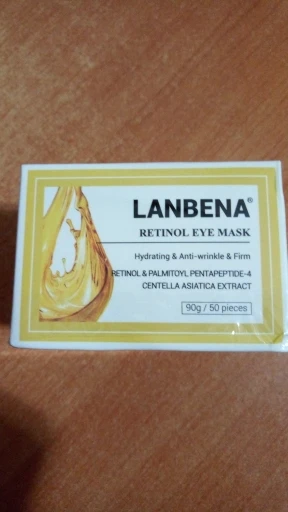 LANBENA®
RETINOL EYE MASK
Hydrating & Anti-wrinkle & Firm
RETINOL & PALMITOYL PENTAPEPTIDE-4
CENTELLA ASIATICA EXTRACT
90g / 50 pieces